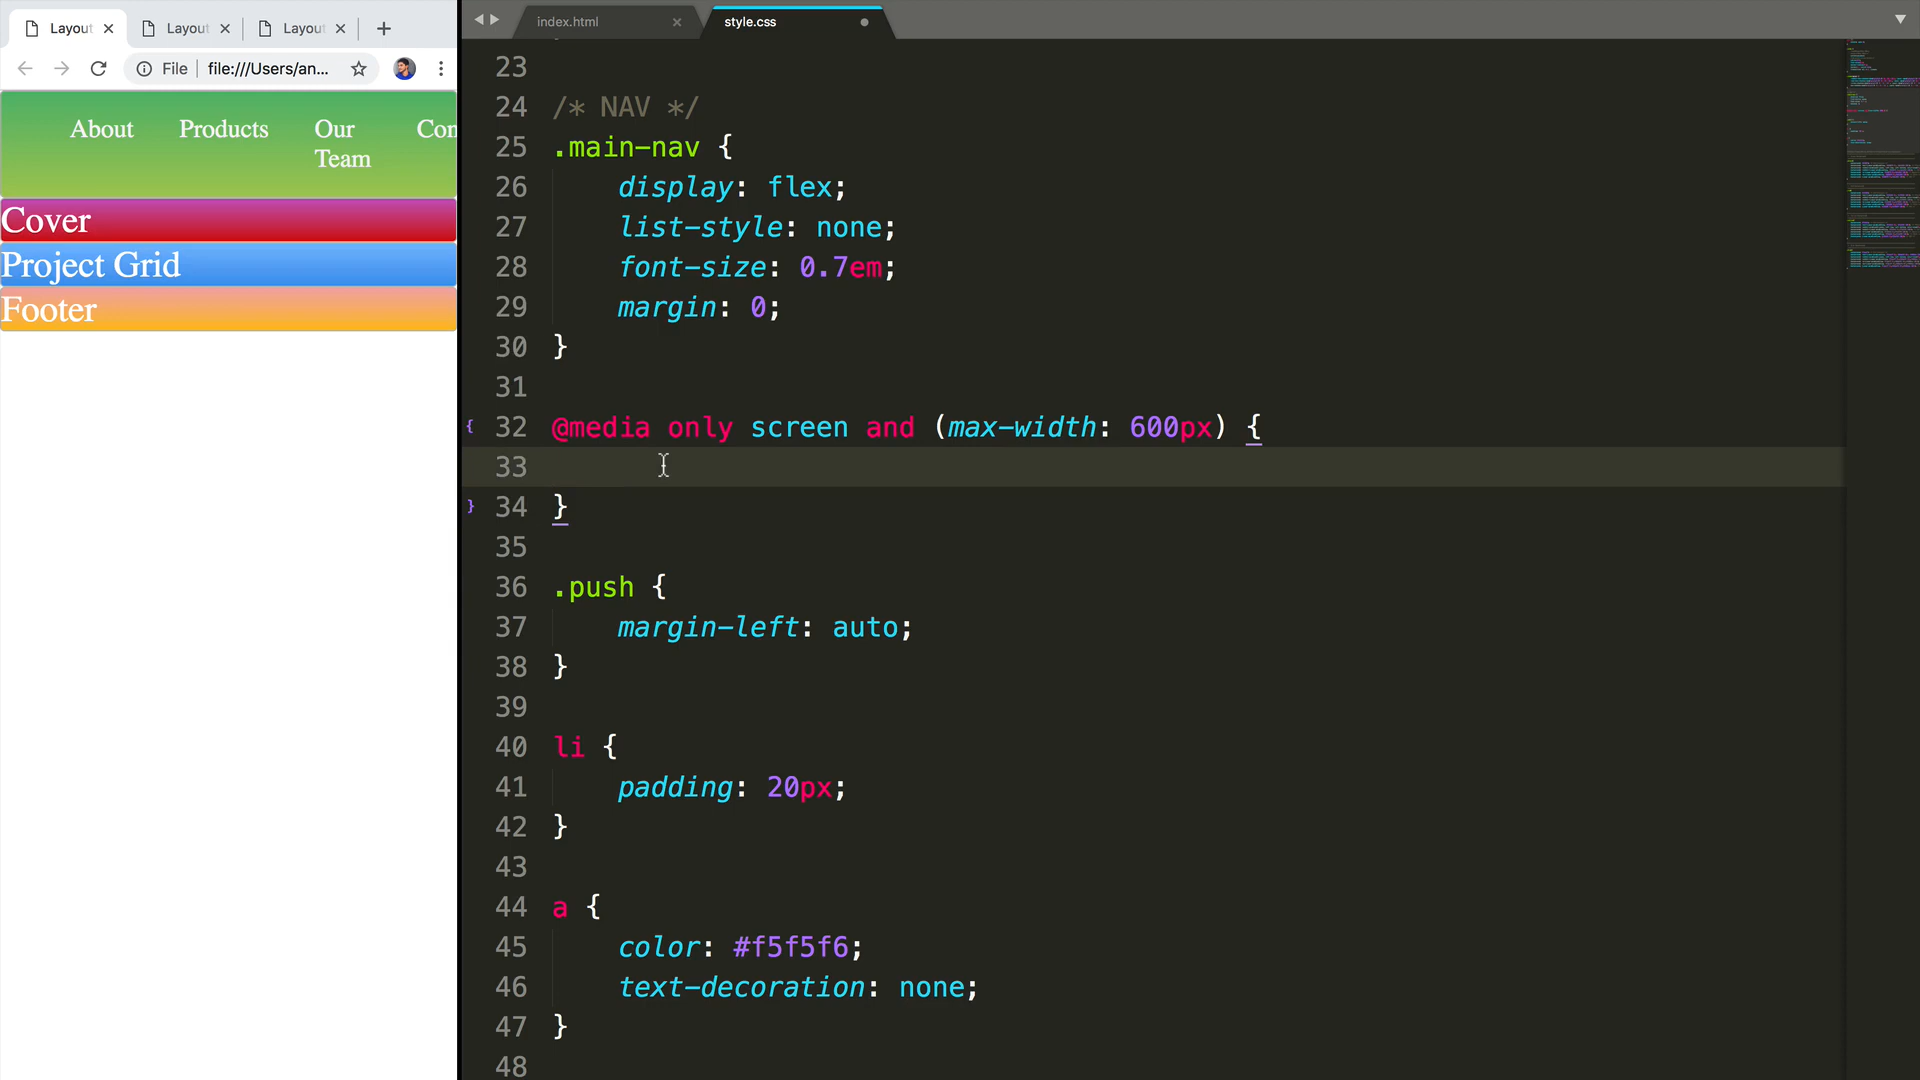 Layout
Layout
Layout
File
file:///Users/an...
About
Products
Our
Team
Con
Cover
Project Grid
Footer
index.html
style.css
23
24 /* NAV */
25 .main-nav {
26 display: flex;
27 list-style: none;
28 font-size: 0.7em;
29 margin: 0;
30 }
31
32 @media only screen and (max-width: 600px) {
33
34 }
35
36 .push {
37 margin-left: auto;
38 }
39
40 li {
41 padding: 20px;
42 }
43
44 a {
45 color: #f5f5f6;
46 text-decoration: none;
47 }
48